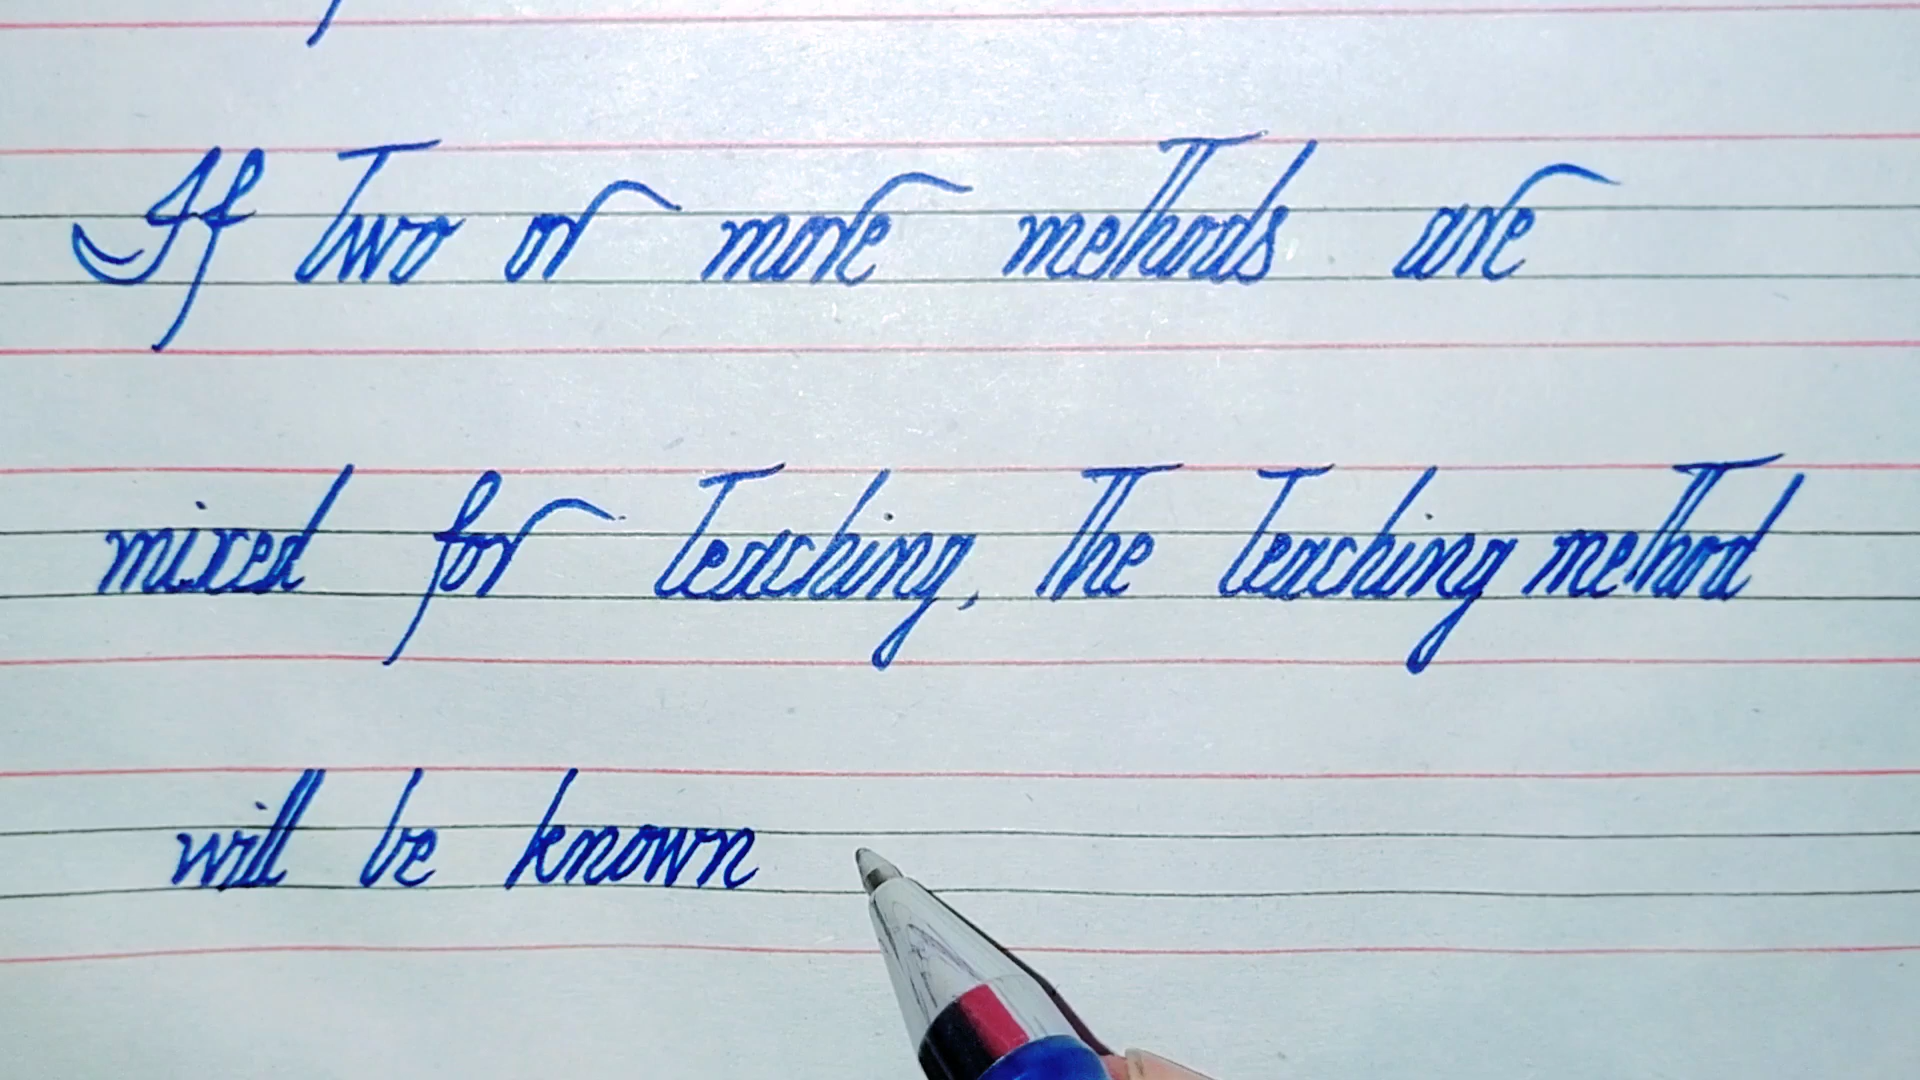 If two or more methods are
mixed for teaching, the teaching method
will be known